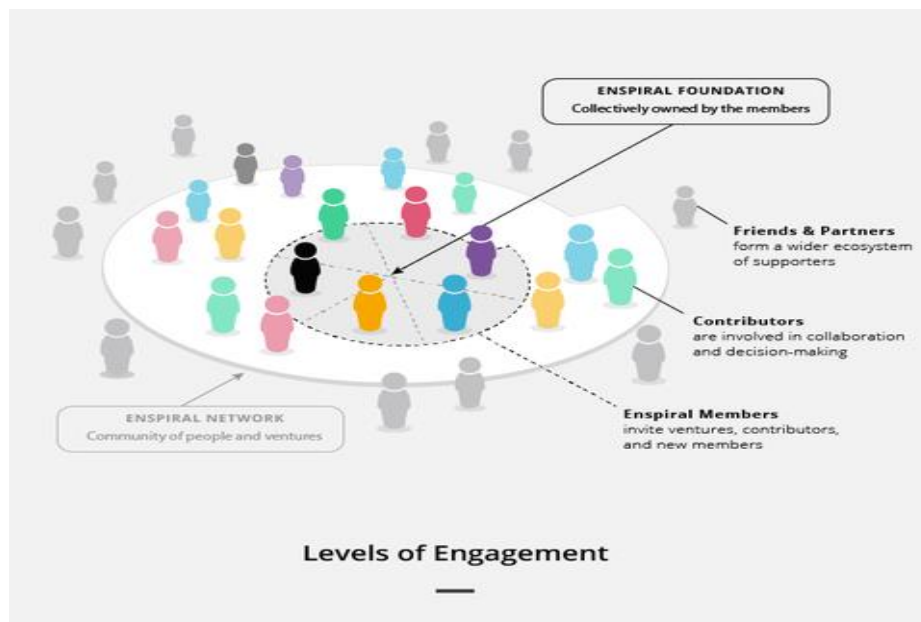 ENSPIRAL FOUNDATION
Collectively owned by the members
Friends & Partners
form a wider ecosystem
of supporters
Contributors
are involved in collaboration
and decision-making
Enspiral Members
invite ventures, contributors,
and new members
ENSPIRAL NETWORK
Community of people and ventures
Levels of Engagement